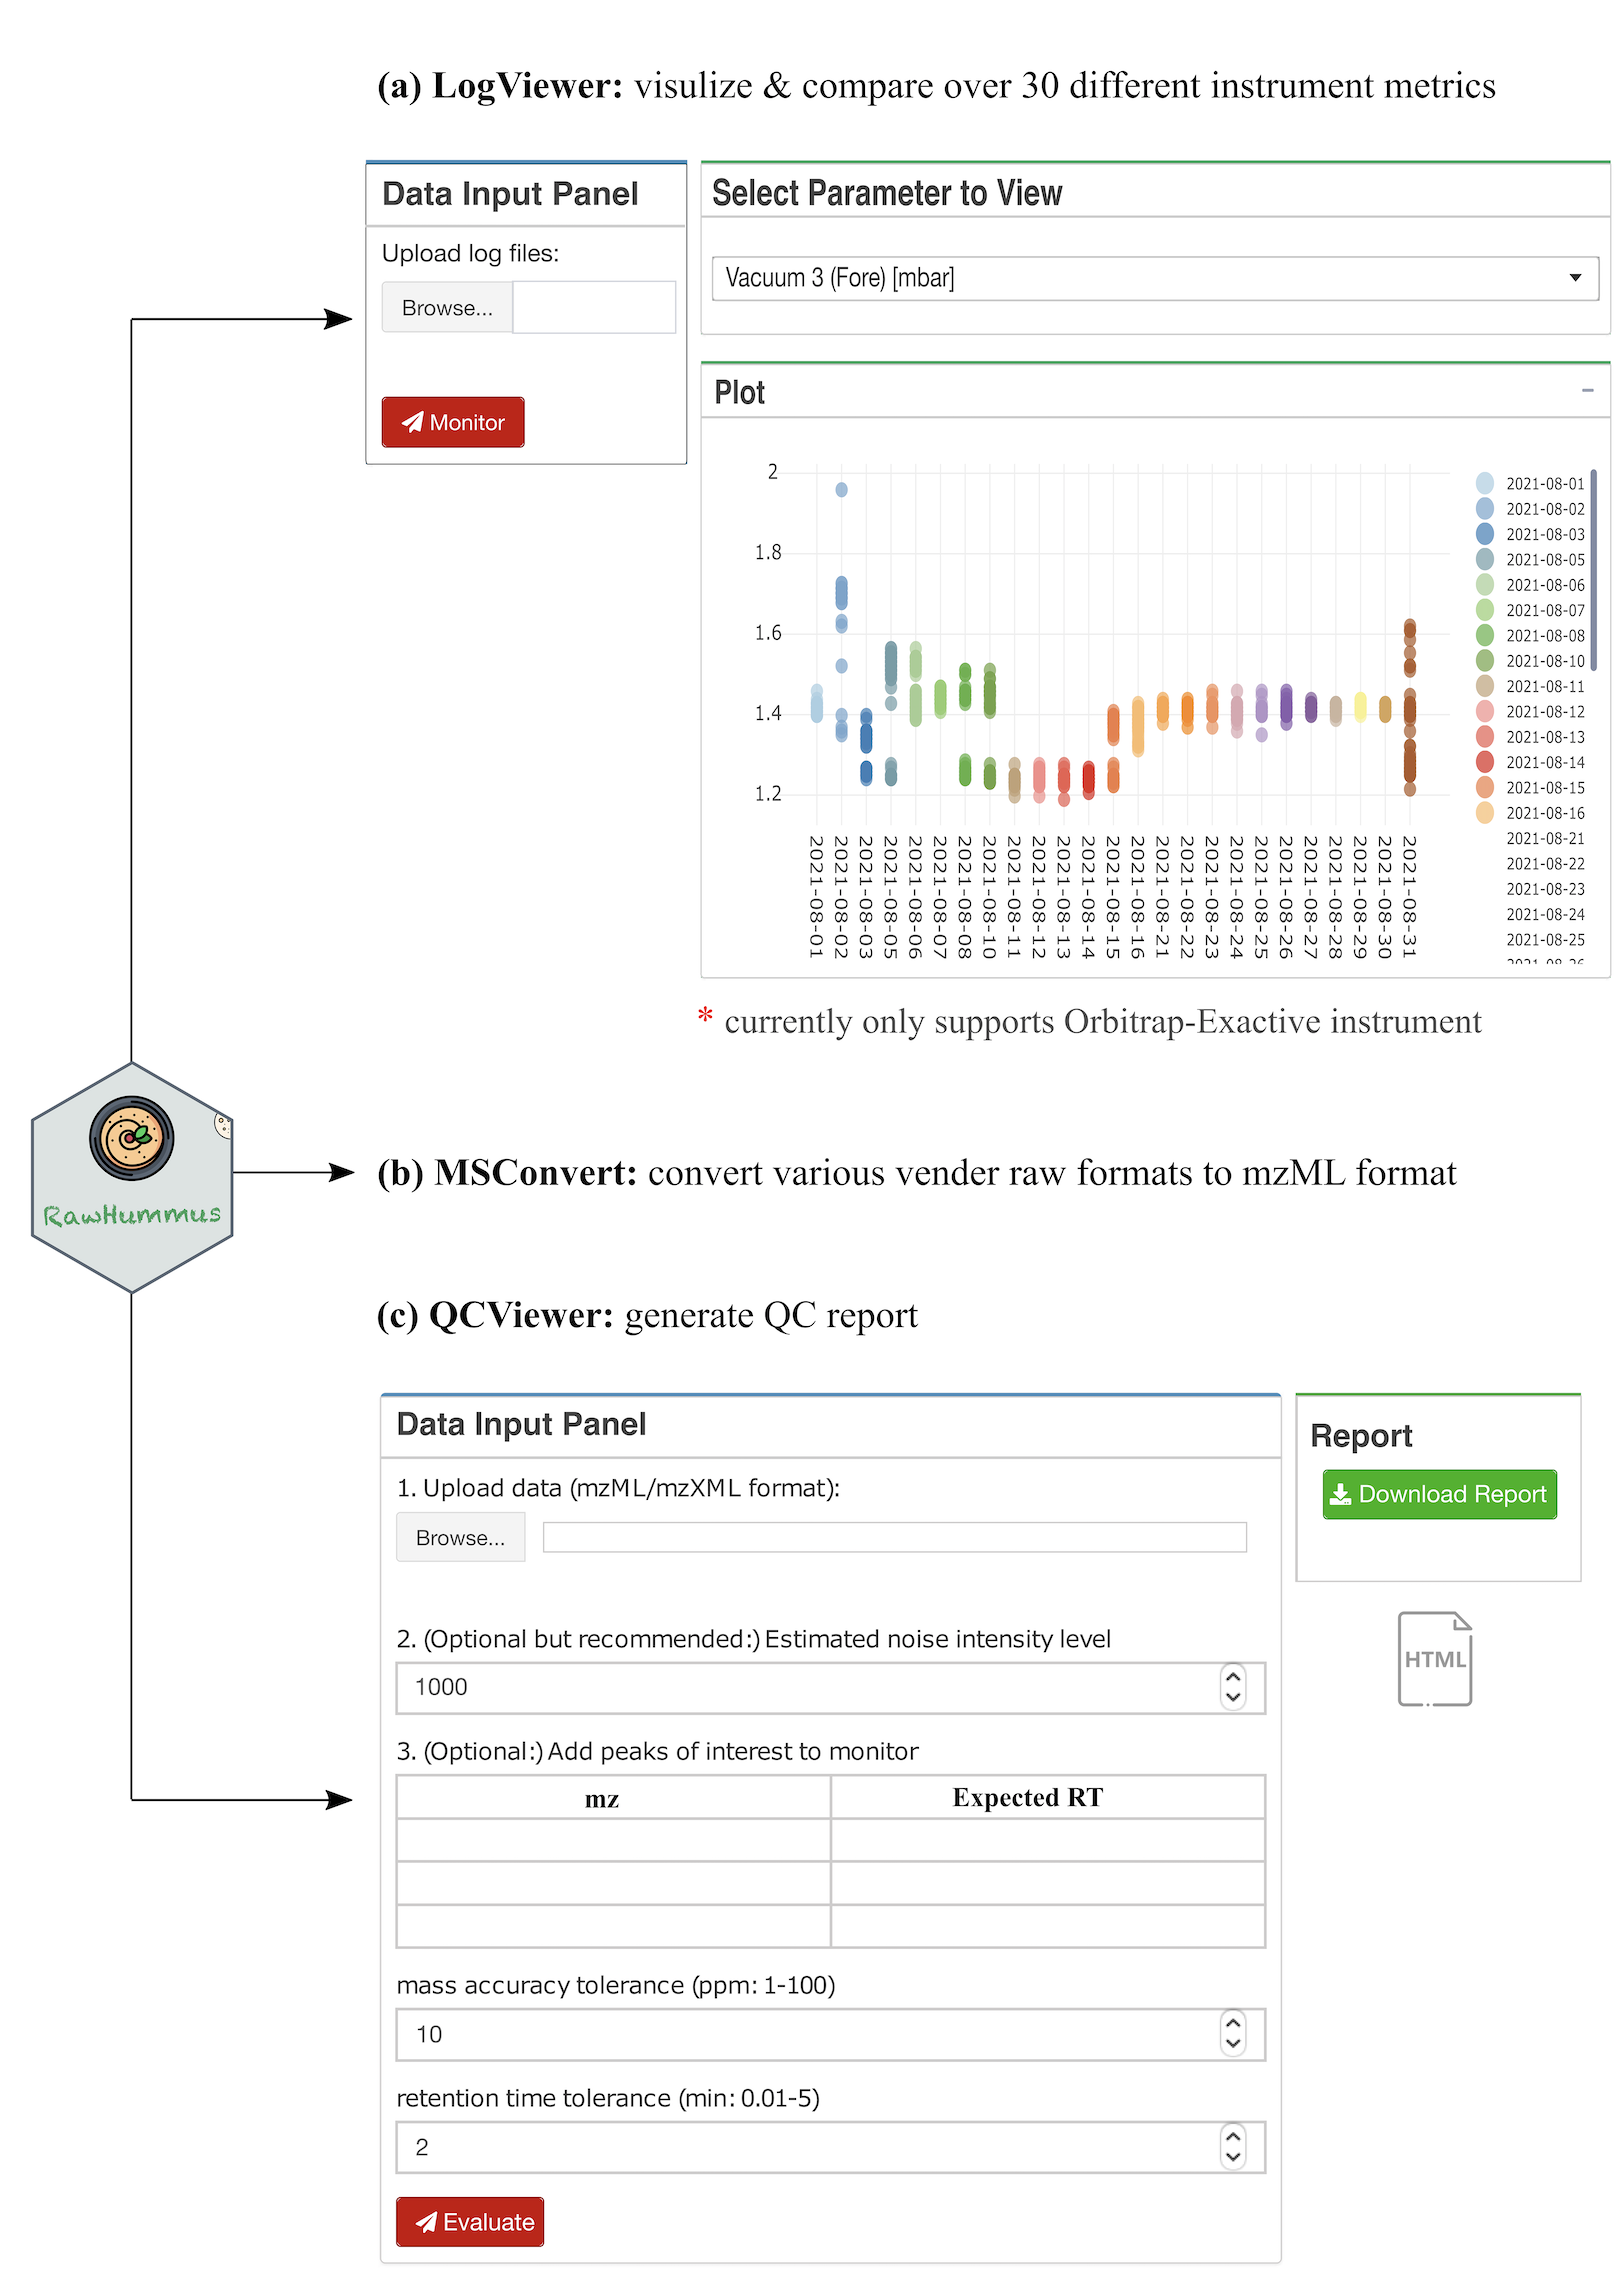 (a) LogViewer: visulize & compare over 30 different instrument metrics
Data Input Panel
Upload log files:
Browse...
Monitor
Select Parameter to View
Vacuum 3 (Fore) [mbar]
Plot
2
1.8
1.6
1.4
1.2
2021-08-01
2021-08-02
2021-08-03
2021-08-05
2021-08-06
2021-08-07
2021-08-08
2021-08-10
2021-08-11
2021-08-12
2021-08-13
2021-08-14
2021-08-15
2021-08-16
2021-08-21
2021-08-22
2021-08-23
2021-08-24
2021-08-25
2021-08-26
2021-08-27
2021-08-28
2021-08-29
2021-08-30
2021-08-31
2021-08-01
2021-08-02
2021-08-03
2021-08-05
2021-08-06
2021-08-07
2021-08-08
2021-08-10
2021-08-11
2021-08-12
2021-08-13
2021-08-14
2021-08-15
2021-08-16
2021-08-21
2021-08-22
2021-08-23
2021-08-24
2021-08-25
2021-08-26
* currently only supports Orbitrap-Exactive instrument
RawHummus
(b) MSConvert: convert various vender raw formats to mzML format
(c) QCViewer: generate QC report
Data Input Panel
1. Upload data (mzML/mzXML format):
Browse...
2. (Optional but recommended:) Estimated noise intensity level
1000
3. (Optional:) Add peaks of interest to monitor
mz Expected RT
mass accuracy tolerance (ppm: 1-100)
10
retention time tolerance (min: 0.01-5)
2
Evaluate
Report
Download Report
HTML